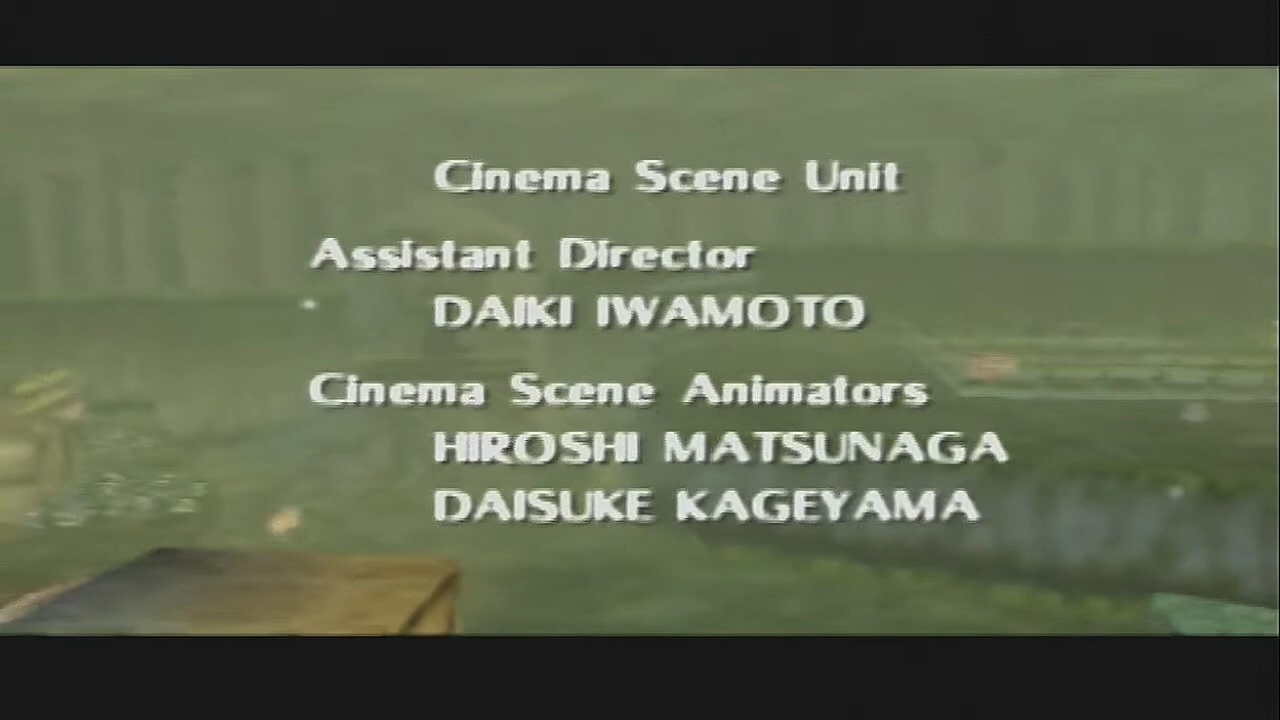 Cinema Scene Unit
Assistant Director
DAIKI IWAMOTO
Cinema Scene Animators
HIROSHI MATSUNAGA
DAISUKE KAGEYAMA